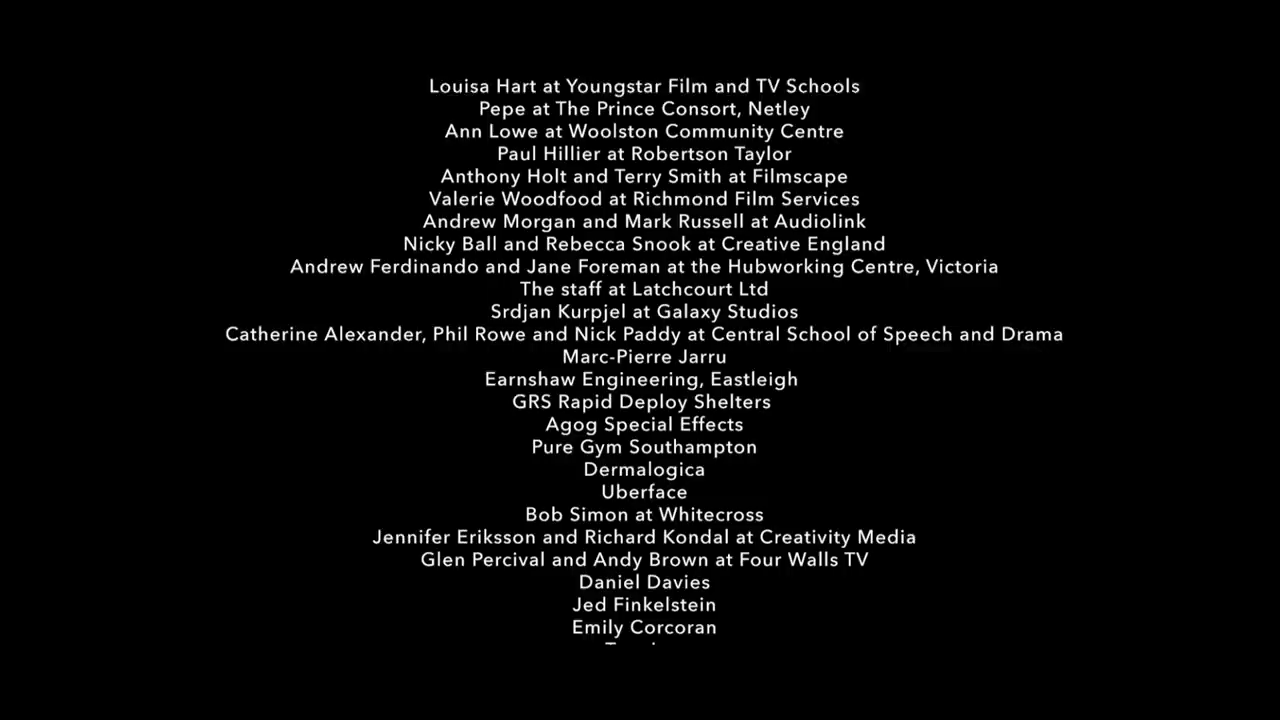 Louisa Hart at Youngstar Film and TV Schools
Pepe at The Prince Consort, Netley
Ann Lowe at Woolston Community Centre
Paul Hillier at Robertson Taylor
Anthony Holt and Terry Smith at Filmscape
Valerie Woodfood at Richmond Film Services
Andrew Morgan and Mark Russell at Audiolink
Nicky Ball and Rebecca Snook at Creative England
Andrew Ferdinando and Jane Foreman at the Hubworking Centre, Victoria
The staff at Latchcourt Ltd
Srdjan Kurpjel at Galaxy Studios
Catherine Alexander, Phil Rowe and Nick Paddy at Central School of Speech and Drama
Marc-Pierre Jarru
Earnshaw Engineering, Eastleigh
GRS Rapid Deploy Shelters
Agog Special Effects
Pure Gym Southampton
Dermalogica
Uberface
Bob Simon at Whitecross
Jennifer Eriksson and Richard Kondal at Creativity Media
Glen Percival and Andy Brown at Four Walls TV
Daniel Davies
Jed Finkelstein
Emily Corcoran